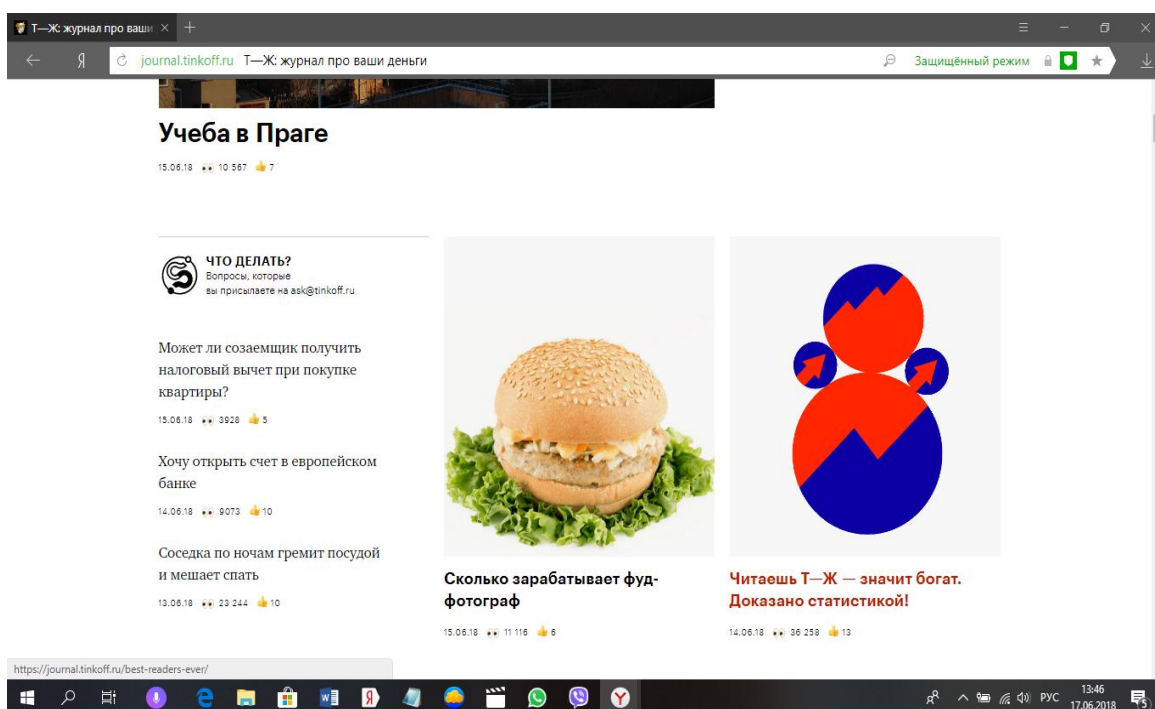 Т—Ж: журнал про ваши
journal.tinkoff.ru Т—Ж: журнал про ваши деньги
Защищённый режим
Учеба в Праге
15.06.18 10 567 7
ЧТО ДЕЛАТЬ?
Вопросы, которые
вы присылаете на ask@tinkoff.ru
Может ли созаемщик получить
налоговый вычет при покупке
квартиры?
15.06.18 3928 5
Хочу открыть счет в европейском
банке
14.06.18 9073 10
Соседка по ночам гремит посудой
и мешает спать
13.06.18 23 244 10
Сколько зарабатывает фуд-
фотограф
15.06.18 11 116 6
Читаешь Т—Ж — значит богат.
Доказано статистикой!
14.06.18 36 258 13
https://journal.tinkoff.ru/best-readers-ever/
РУС
13:46
17.06.2018